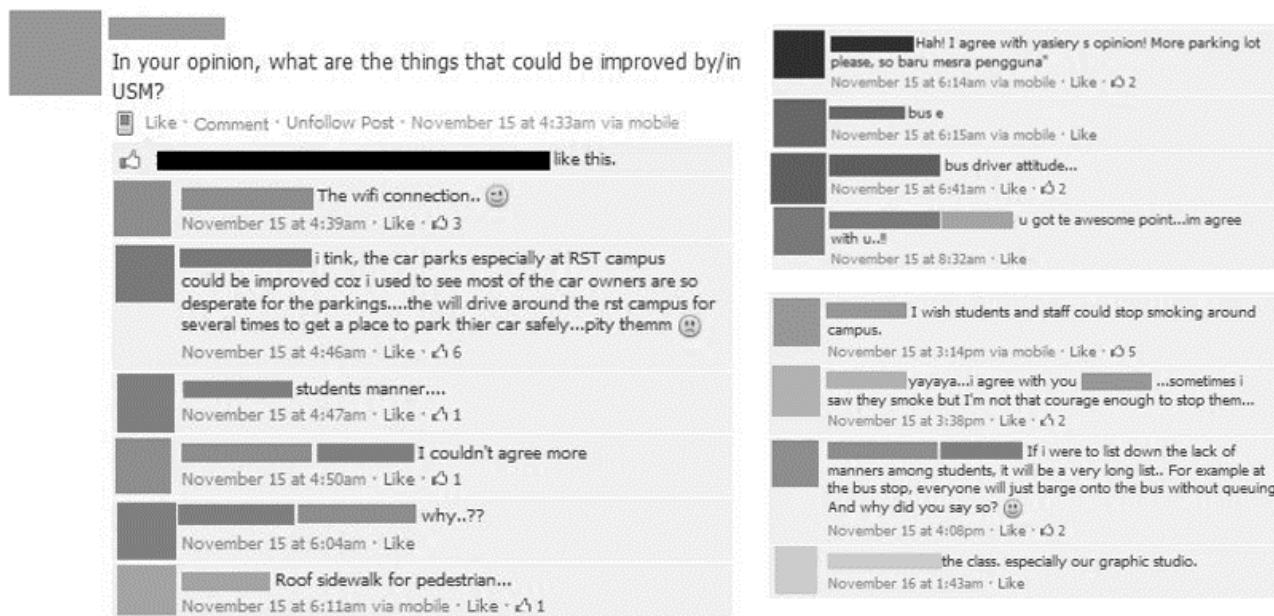 In your opinion, what are the things that could be improved by/in
USM?
Like · Comment · Unfollow Post · November 15 at 4:33am via mobile
like this.
The wifi connection..
November 15 at 4:39am · Like · 3
i tink, the car parks especially at RST campus
could be improved coz i used to see most of the car owners are so
desperate for the parkings....the will drive around the rst campus for
several times to get a place to park thier car safely...pity themm
November 15 at 4:46am · Like · 6
students manner....
November 15 at 4:47am · Like · 1
I couldn't agree more
November 15 at 4:50am · Like · 1
why..??
November 15 at 6:04am · Like
Roof sidewalk for pedestrian...
November 15 at 6:11am via mobile · Like · 1
Hah! I agree with yasiery s opinion! More parking lot
please, so baru mesra pengguna"
November 15 at 6:14am via mobile · Like · 2
bus e
November 15 at 6:15am via mobile · Like
bus driver attitude...
November 15 at 6:41am · Like · 2
u got te awesome point...im agree
with u..!!
November 15 at 8:32am · Like
I wish students and staff could stop smoking around
campus.
November 15 at 3:14pm via mobile · Like · 5
yayaya...i agree with you ...sometimes i
saw they smoke but I'm not that courage enough to stop them...
November 15 at 3:38pm · Like · 2
If i were to list down the lack of
manners among students, it will be a very long list.. For example at
the bus stop, everyone will just barge onto the bus without queuing
And why did you say so?
November 15 at 4:08pm · Like · 2
the class. especially our graphic studio.
November 16 at 1:43am · Like